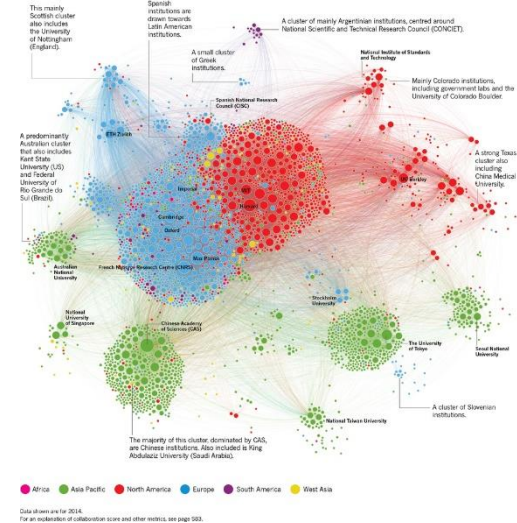 This mainly
Scottish cluster
also includes
the University
of Nottingham
(England).
Spanish
institutions are
drawn towards
Latin American
institutions.
A small cluster
of Greek
institutions.
A cluster of mainly Argentinian institutions, centred around
National Scientific and Technical Research Council (CONCIET).
National Institute of Standards
and Technology
Mainly Colorado institutions,
including government labs and the
University of Colorado Boulder.
Spanish National Research
Council (CISC)
ETH Zurich
A predominantly
Australian cluster
that also includes
Kent State
University (US)
and Federal
University of
Rio Grande do
Sul (Brazil).
A strong Texas
cluster also
including
China Medical
University.
UC Berkley
Imperial
MIT
Harvard
Cambridge
Oxford
Max Planck
French National Research Centre (CNRS)
Australian
National
University
National
University
of Singapore
Chinese Academy
of Sciences (CAS)
Stockholm
University
The University
of Tokyo
Seoul National
University
National Taiwan University
A cluster of Slovenian
institutions.
The majority of this cluster, dominated by CAS,
are Chinese institutions. Also included is King
Abdulaziz University (Saudi Arabia).
Africa Asia Pacific North America Europe South America West Asia
Data shown are for 2014.
For an explanation of collaboration score and other metrics, see page 583.